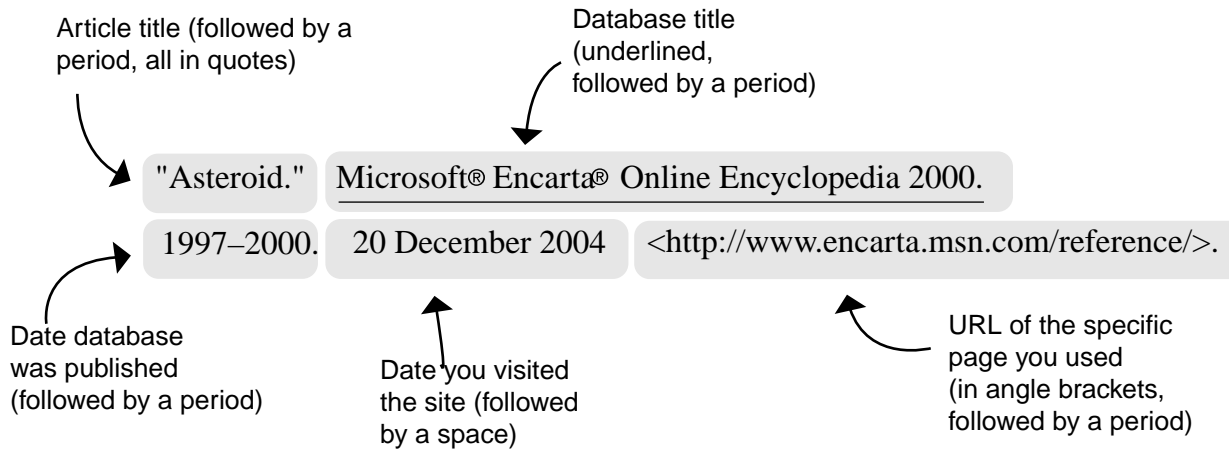 Article title (followed by a
period, all in quotes)
Database title
(underlined,
followed by a period)
"Asteroid." Microsoft® Encarta® Online Encyclopedia 2000.
1997–2000. 20 December 2004 <http://www.encarta.msn.com/reference/>.
Date database
was published
(followed by a period)
Date you visited
the site (followed
by a space)
URL of the specific
page you used
(in angle brackets,
followed by a period)